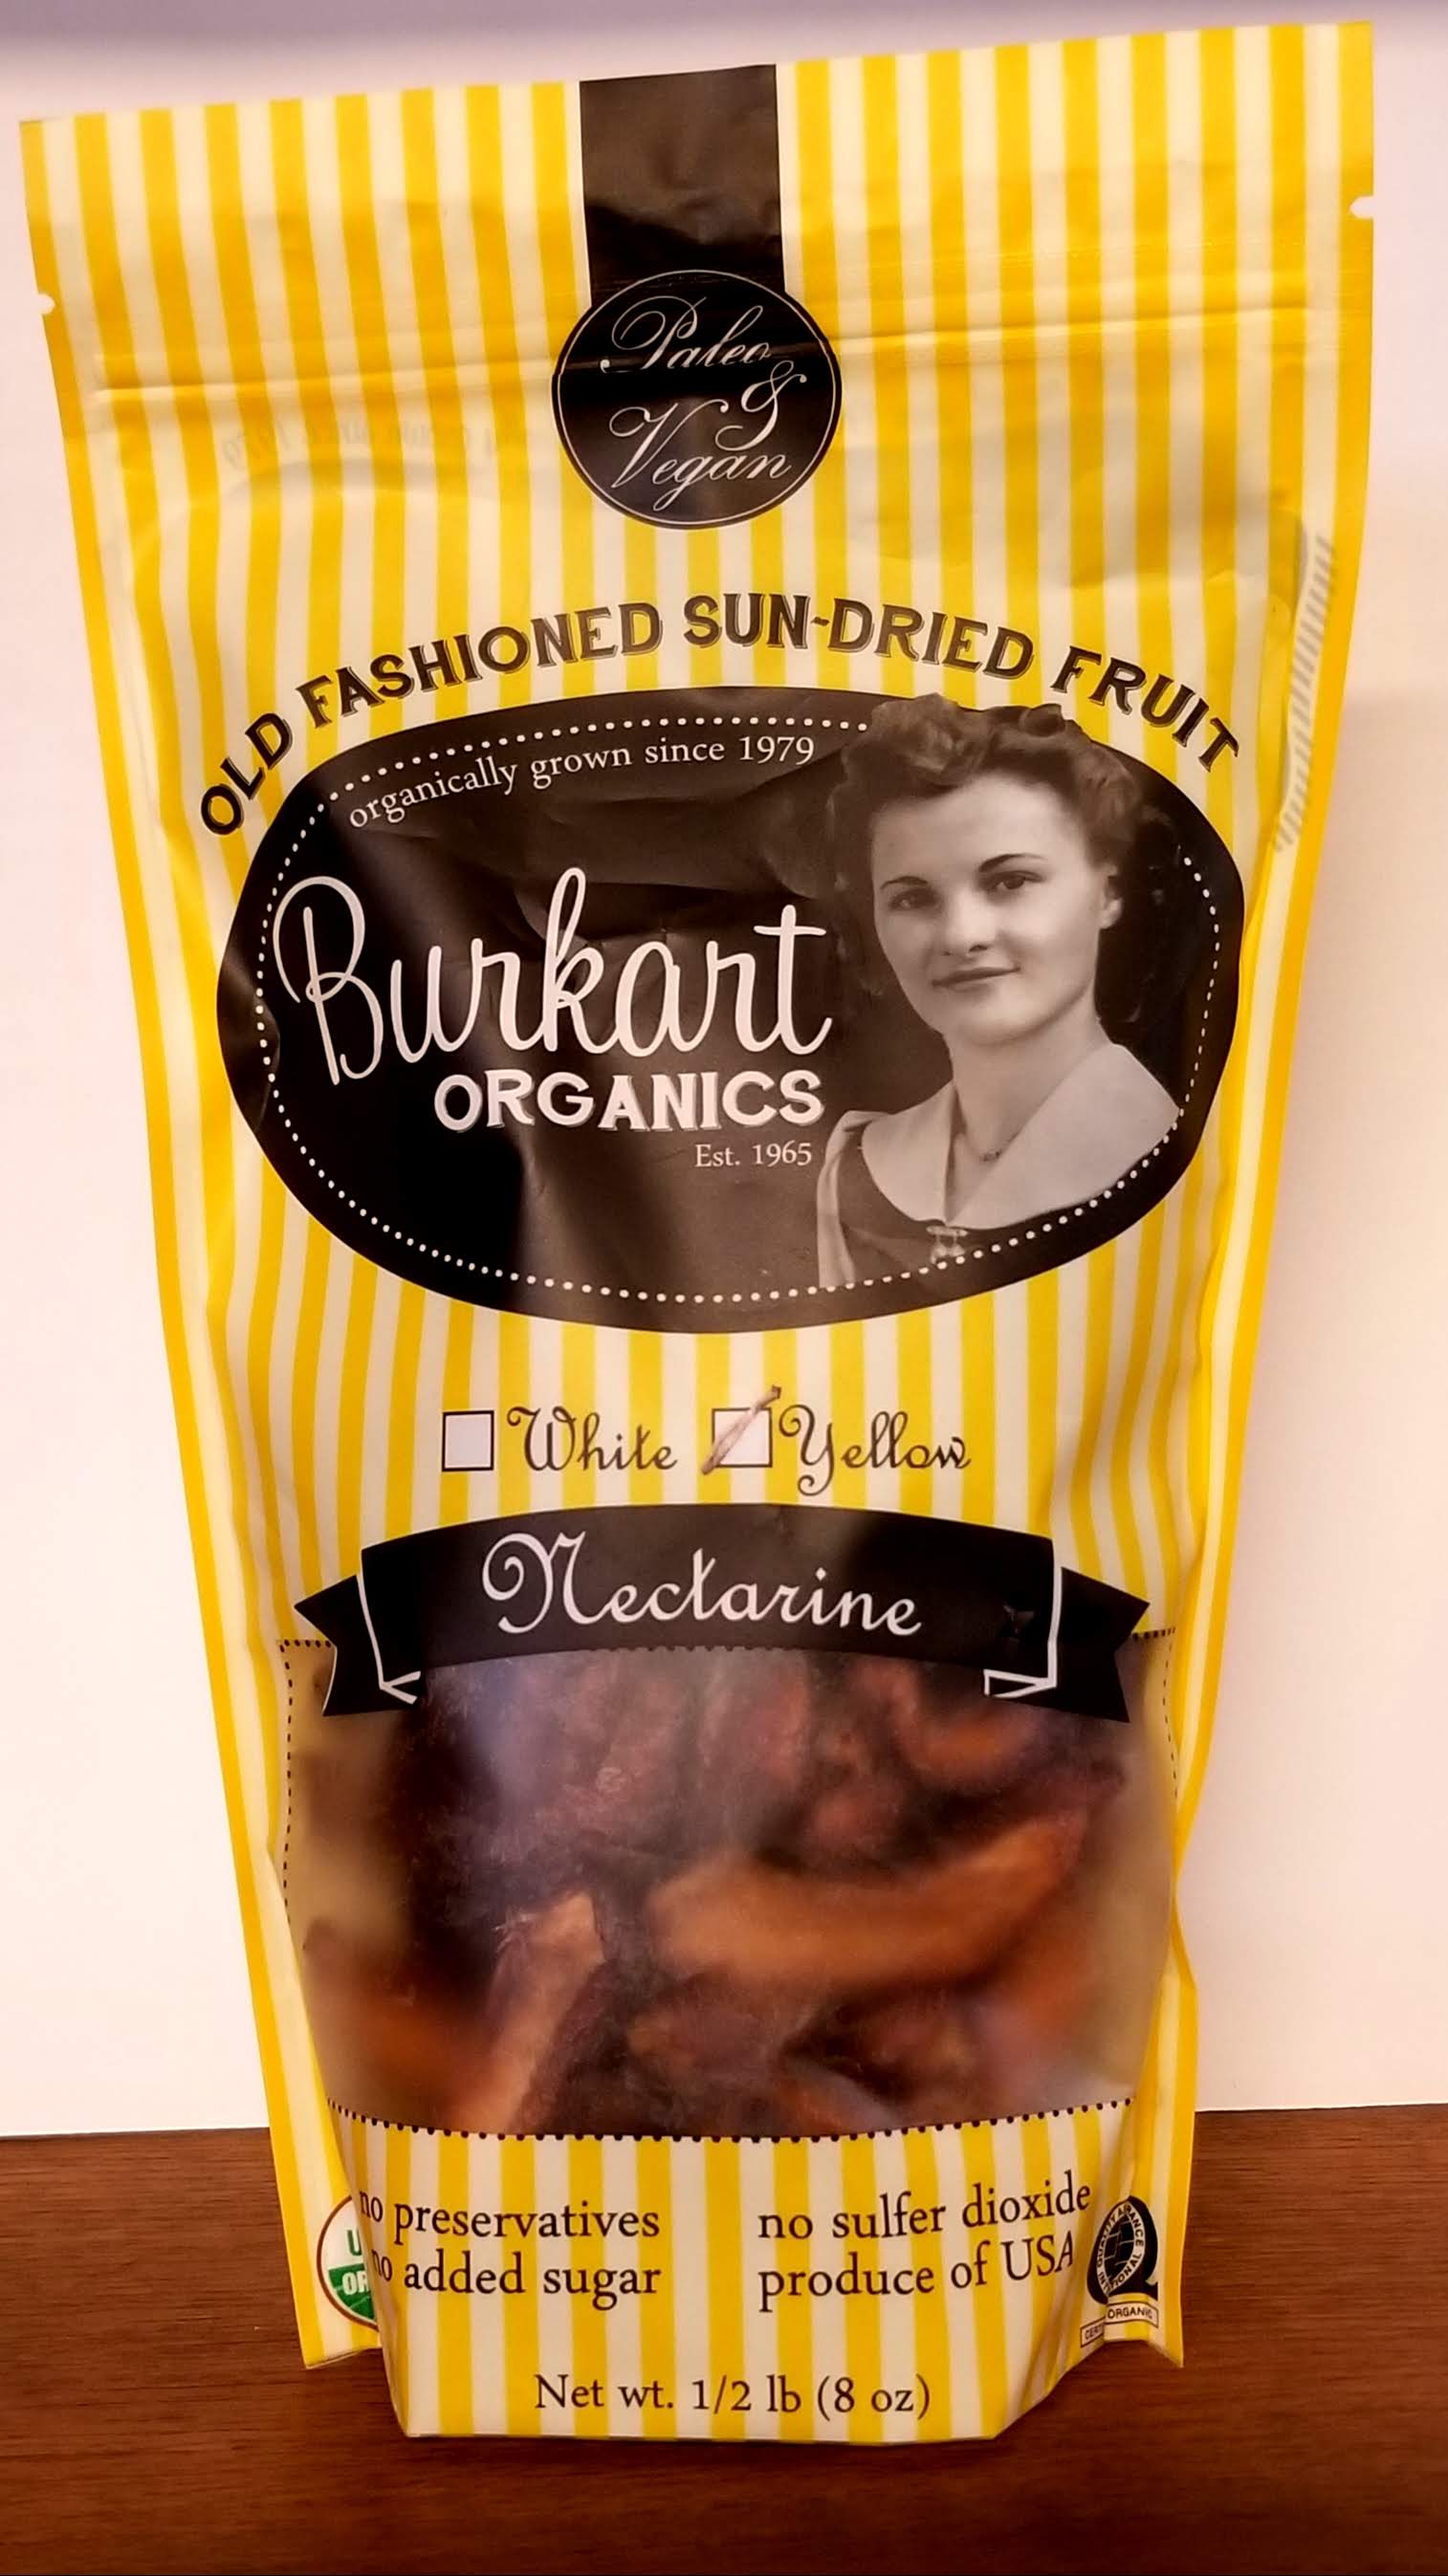 Paleo
&
Vegan
OLD FASHIONED SUN-DRIED FRUIT
organically grown since 1979
Burkart
ORGANICS
Est. 1965
White Yellow
Nectarine
no preservatives
no added sugar
no sulfer dioxide
produce of USA
ORGANIC
Net wt. 1/2 lb (8 oz)